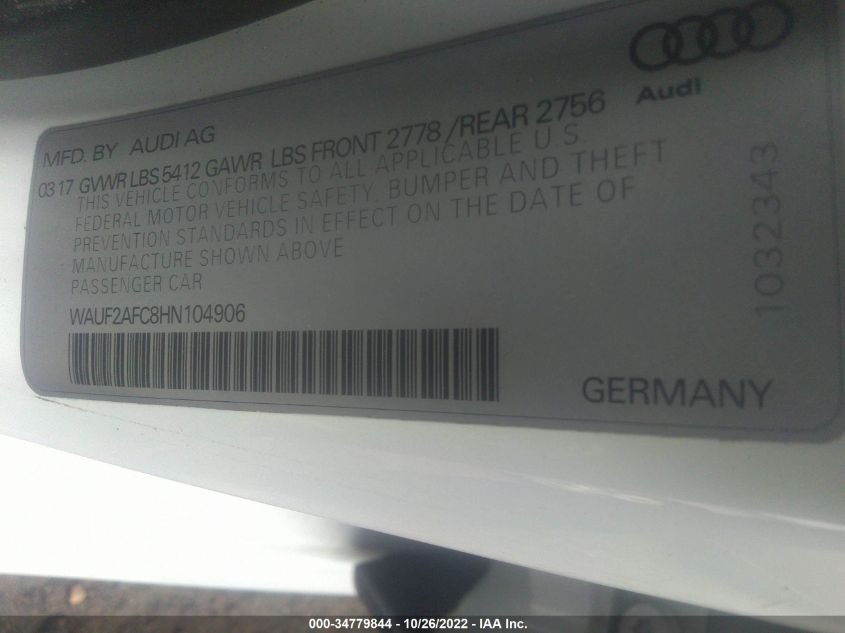 Audi
MFD. BY AUDI AG
03 17 GVWR LBS 5412 GAWR LBS FRONT 2778 /REAR 2756
THIS VEHICLE CONFORMS TO ALL APPLICABLE U.S
FEDERAL MOTOR VEHICLE SAFETY, BUMPER AND THEFT
PREVENTION STANDARDS IN EFFECT ON THE DATE OF
MANUFACTURE SHOWN ABOVE
PASSENGER CAR
WAUF2AFC8HN104906
1032343
GERMANY
000-34779844 - 10/26/2022 - IAA Inc.